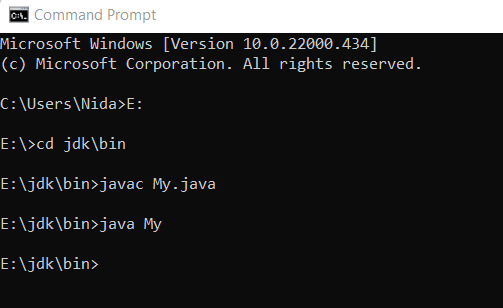 Command Prompt
Microsoft Windows [Version 10.0.22000.434]
(c) Microsoft Corporation. All rights reserved.
C:\Users\Nida>E:
E:\>cd jdk\bin
E:\jdk\bin>javac My.java
E:\jdk\bin>java My
E:\jdk\bin>